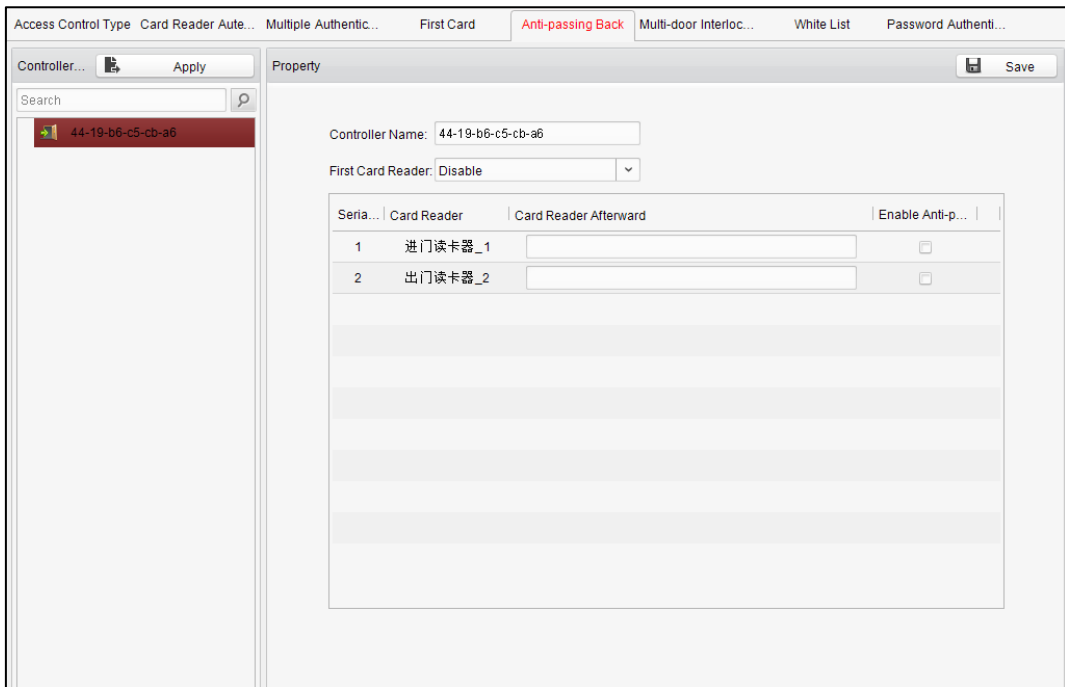 Access Control Type Card Reader Aute... Multiple Authentic... First Card Anti-passing Back Multi-door Interloc... White List Password Authenti...
Controller... Apply Property Save
Search
44-19-b6-c5-cb-a6
Controller Name: 44-19-b6-c5-cb-a6
First Card Reader: Disable
Seria... Card Reader Card Reader Afterward Enable Anti-p...
1 进门读卡器_1
2 出门读卡器_2